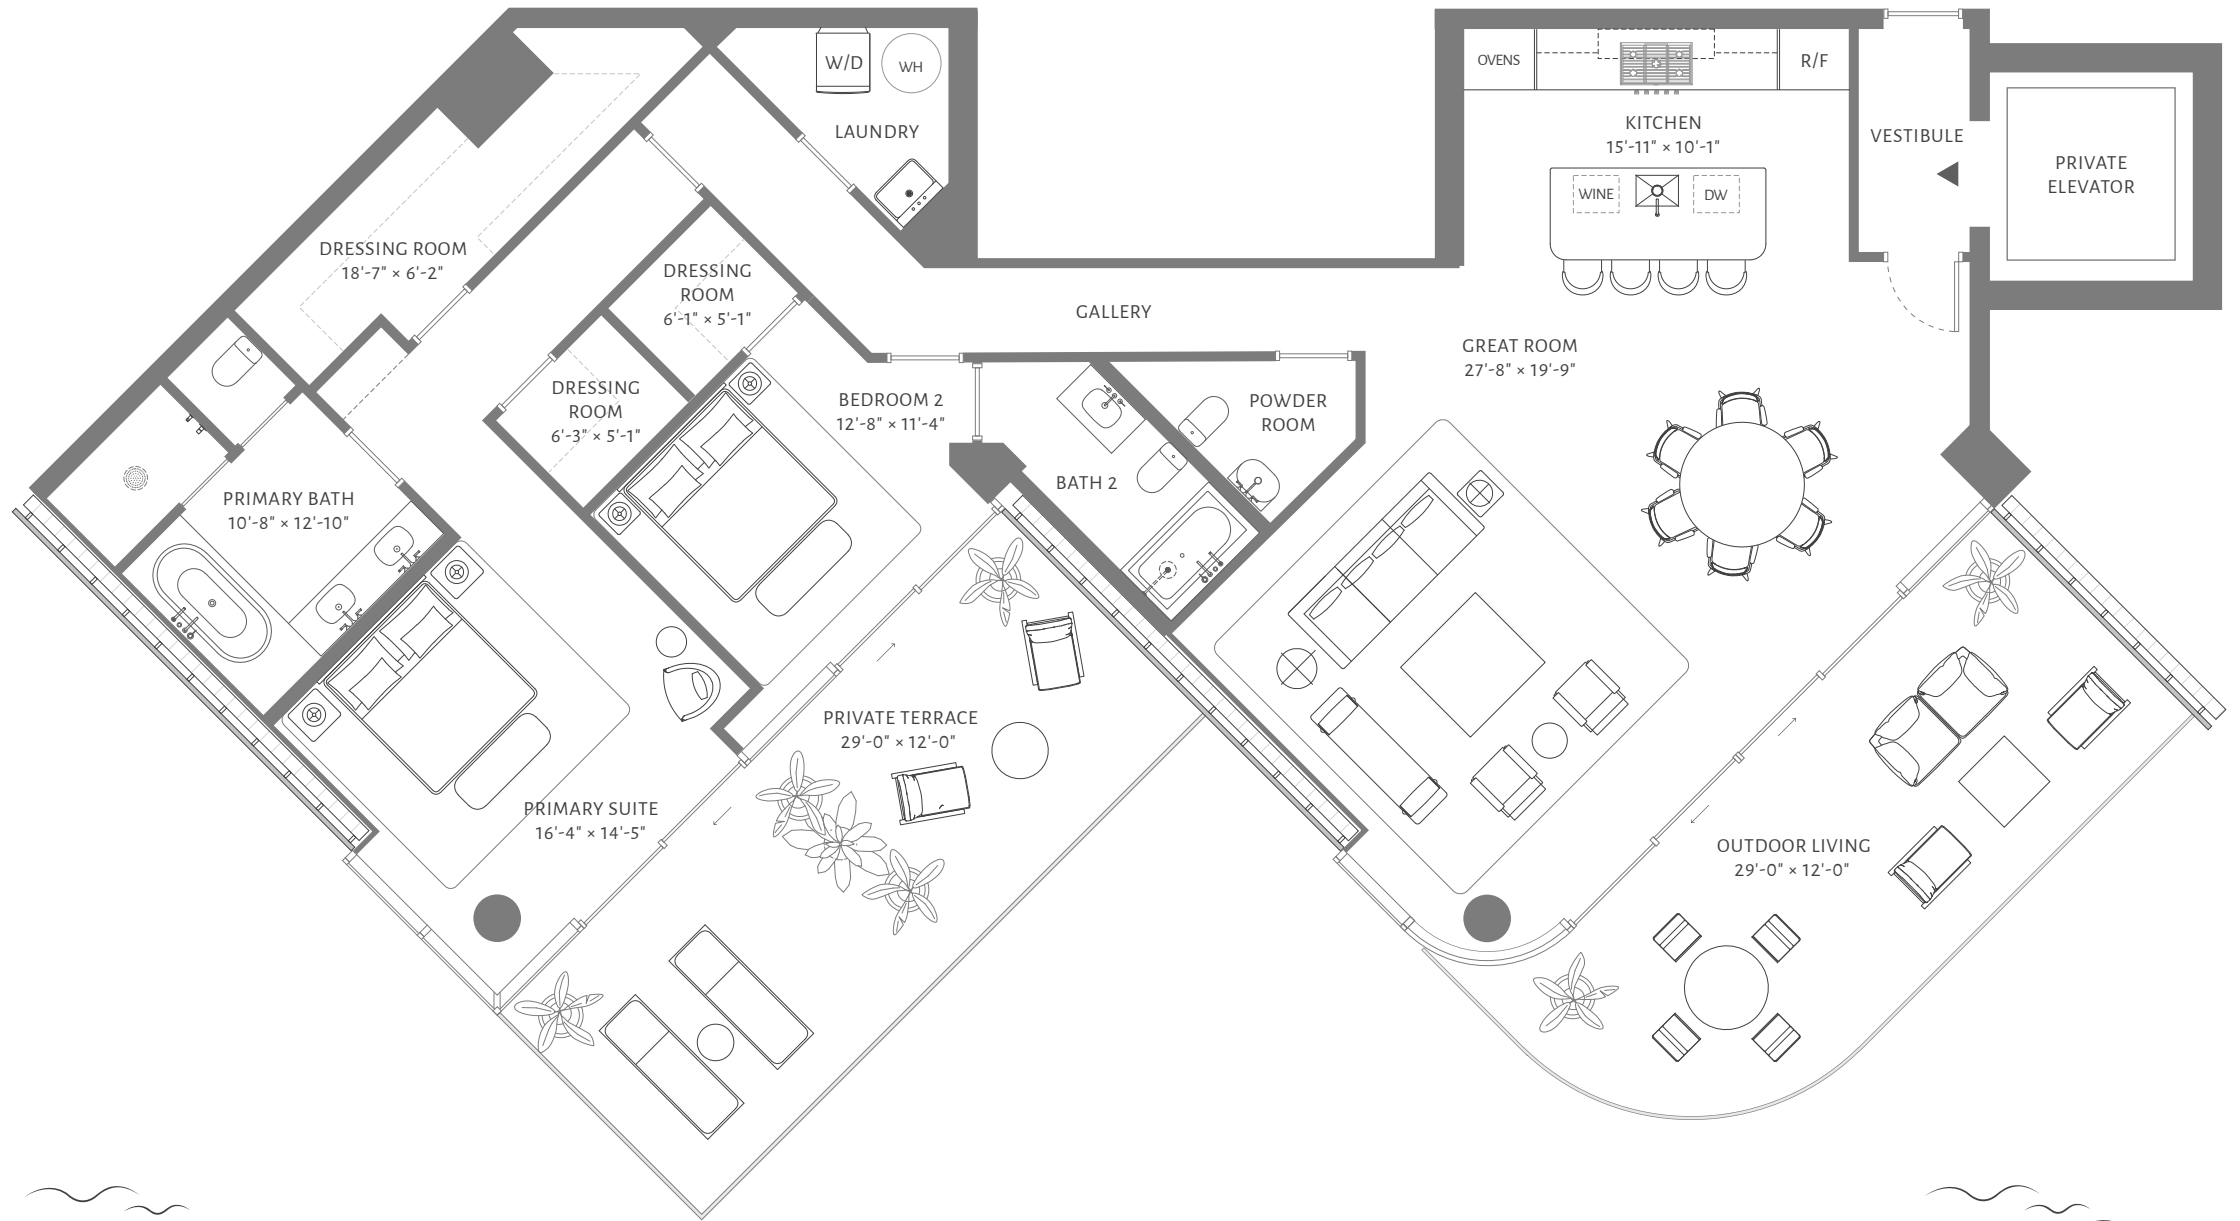 W/D
WH
LAUNDRY
OVENS
R/F
KITCHEN
15'-11" × 10'-1"
VESTIBULE
PRIVATE
ELEVATOR
WINE
DW
DRESSING ROOM
18'-7" × 6'-2"
DRESSING
ROOM
6'-1" × 5'-1"
GALLERY
GREAT ROOM
27'-8" × 19'-9"
DRESSING
ROOM
6'-3" × 5'-1"
BEDROOM 2
12'-8" × 11'-4"
POWDER
ROOM
BATH 2
PRIMARY BATH
10'-8" × 12'-10"
PRIVATE TERRACE
29'-0" × 12'-0"
PRIMARY SUITE
16'-4" × 14'-5"
OUTDOOR LIVING
29'-0" × 12'-0"